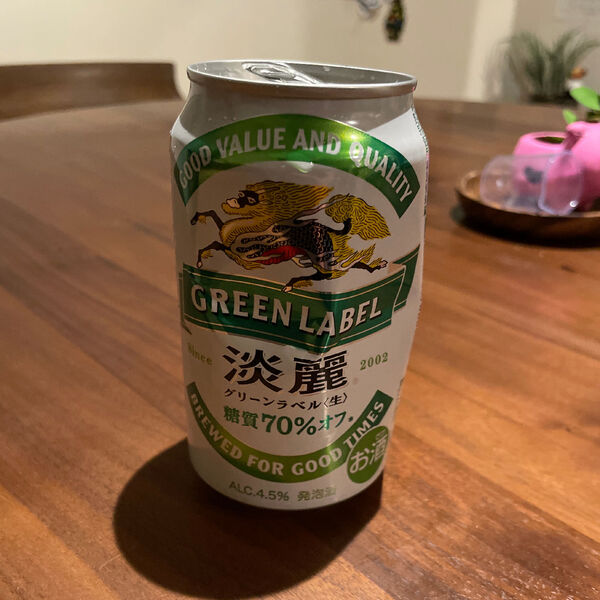 GOOD VALUE AND QUALITY
GREEN LABEL
Since 2002
淡麗
グリーンラベル〈生〉
糖質70%オフ*
BREWED FOR GOOD TIMES
お酒
ALC.4.5% 発泡酒